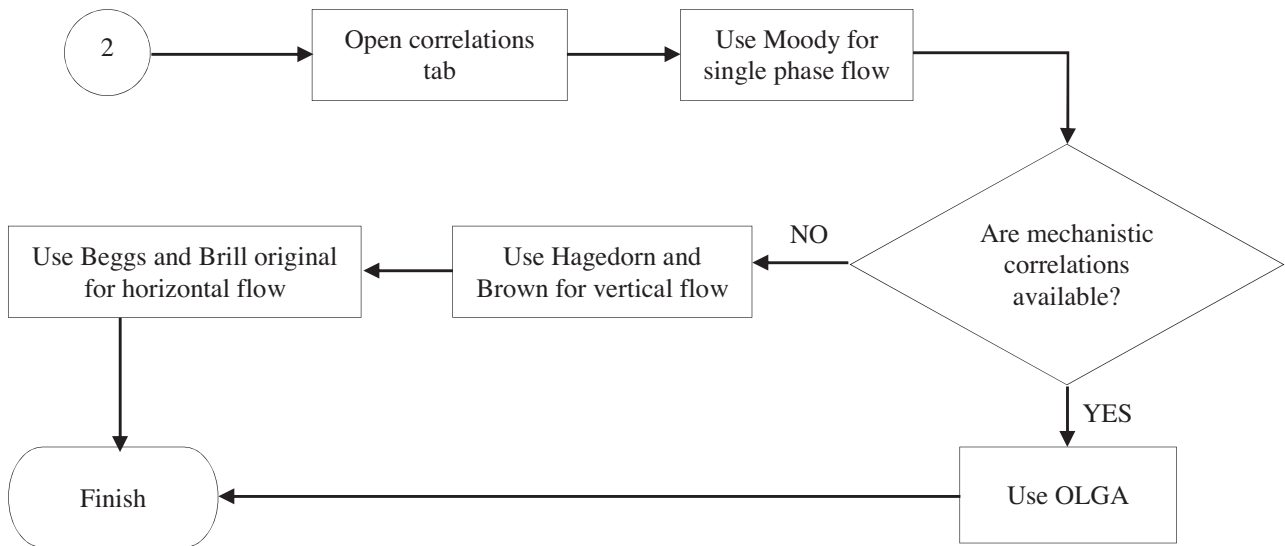 2
Open correlations
tab
Use Moody for
single phase flow
Are mechanistic
correlations
available?
NO
Use Hagedorn and
Brown for vertical flow
Use Beggs and Brill original
for horizontal flow
YES
Use OLGA
Finish